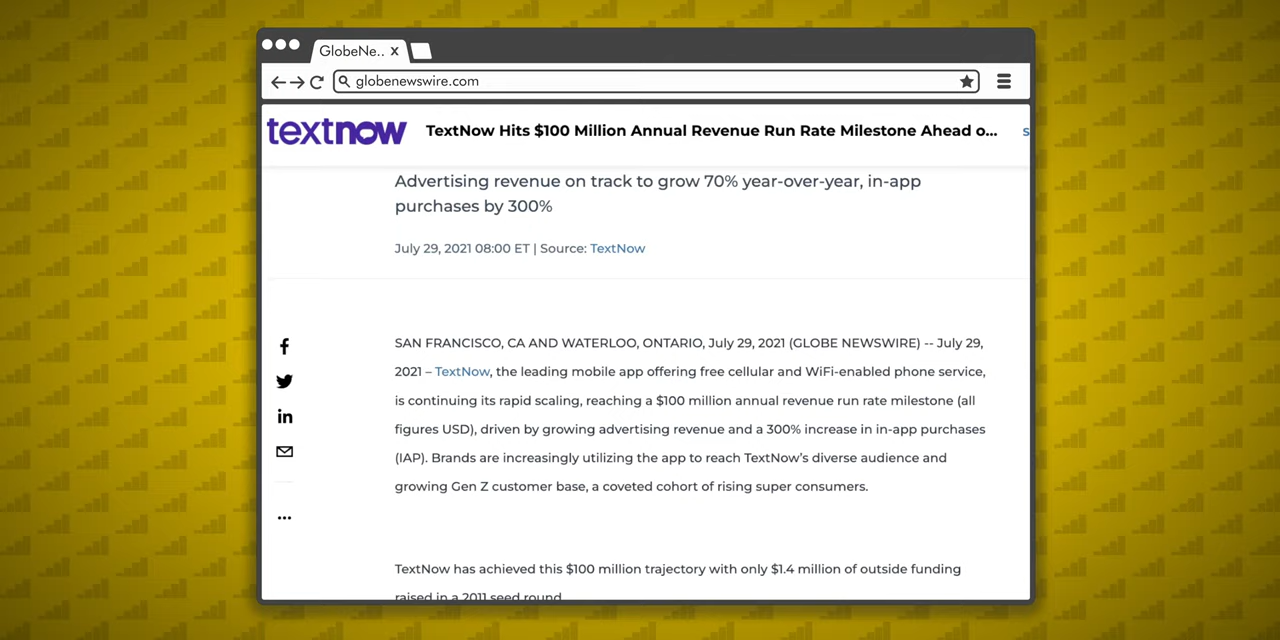 GlobeNe.. x
globenewswire.com
textnow
TextNow Hits $100 Million Annual Revenue Run Rate Milestone Ahead o...
S
Advertising revenue on track to grow 70% year-over-year, in-app
purchases by 300%
July 29, 2021 08:00 ET | Source: TextNow
SAN FRANCISCO, CA AND WATERLOO, ONTARIO, July 29, 2021 (GLOBE NEWSWIRE) -- July 29,
2021 – TextNow, the leading mobile app offering free cellular and WiFi-enabled phone service,
is continuing its rapid scaling, reaching a $100 million annual revenue run rate milestone (all
figures USD), driven by growing advertising revenue and a 300% increase in in-app purchases
(IAP). Brands are increasingly utilizing the app to reach TextNow’s diverse audience and
growing Gen Z customer base, a coveted cohort of rising super consumers.
TextNow has achieved this $100 million trajectory with only $1.4 million of outside funding
raised in a 2011 seed round